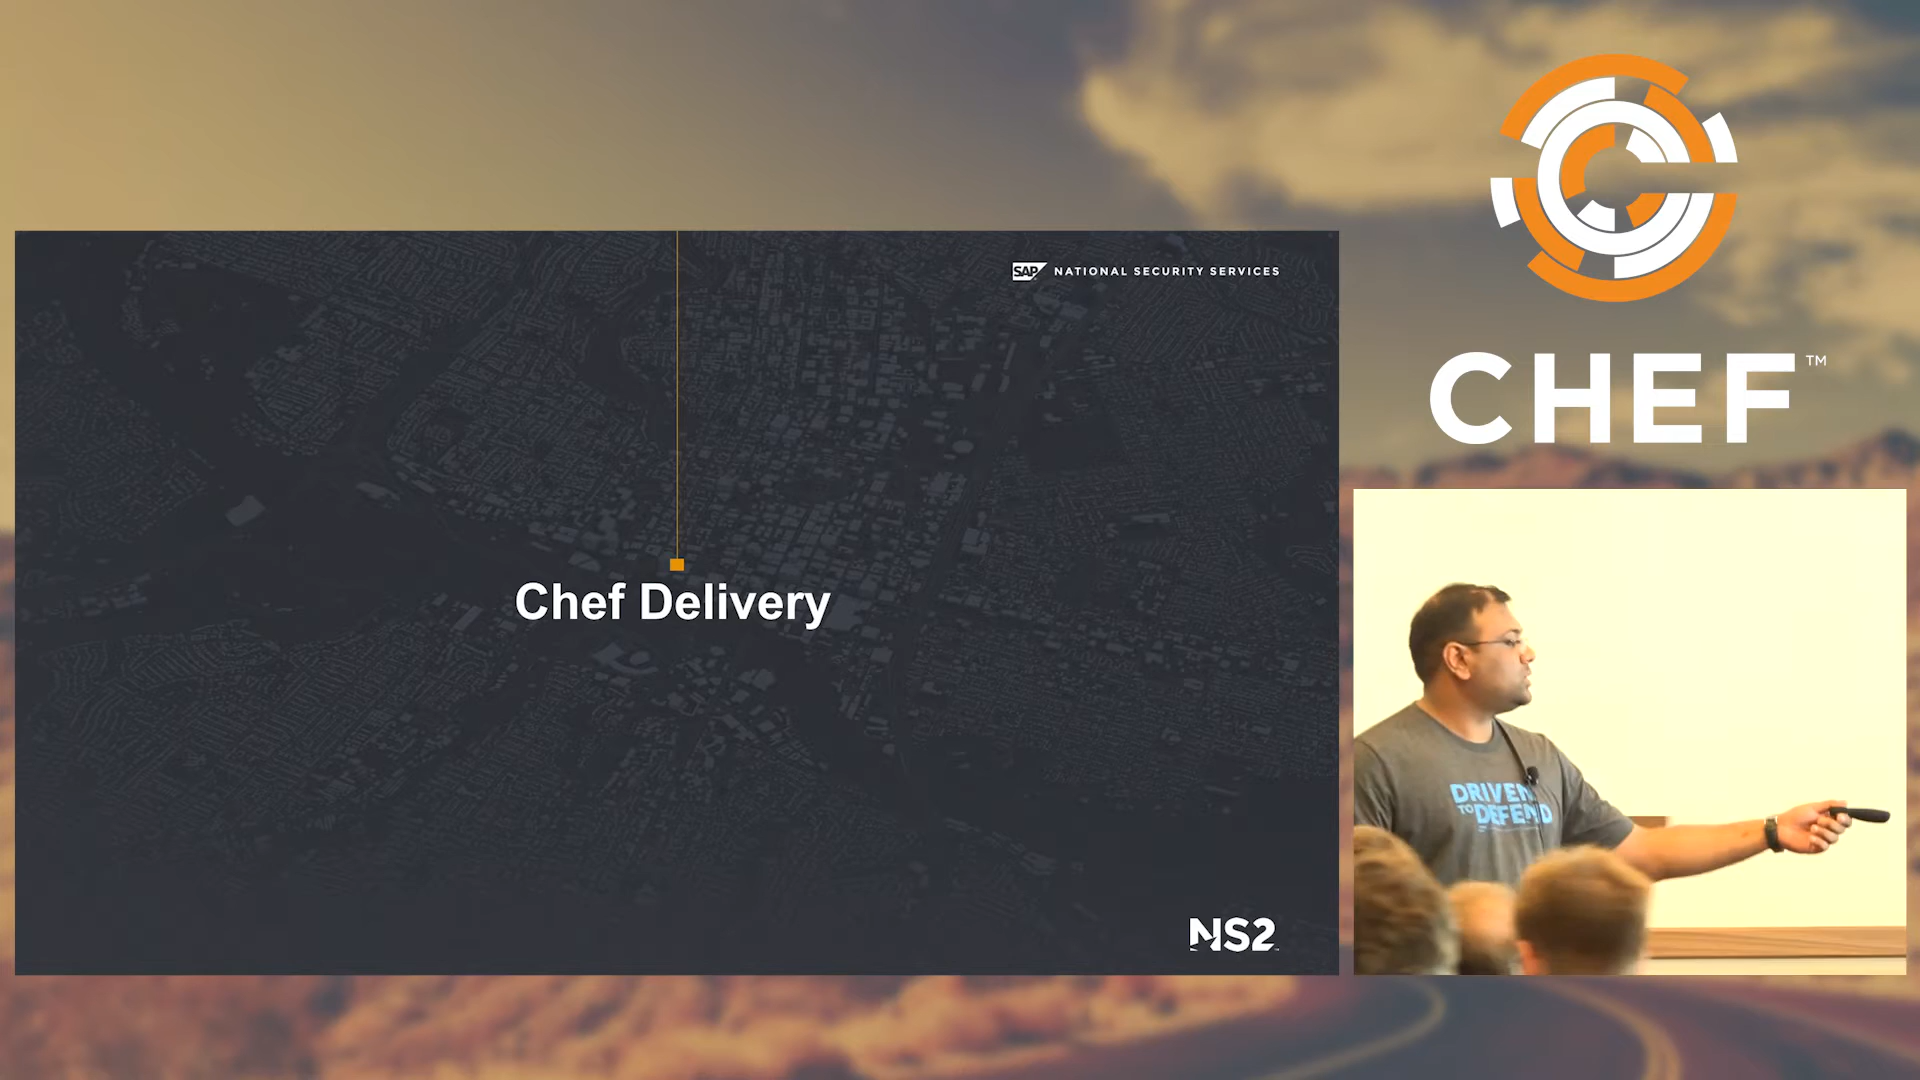 SAP NATIONAL SECURITY SERVICES
Chef Delivery
NS2
CHEF™
DRIVEN
TO DEFEND